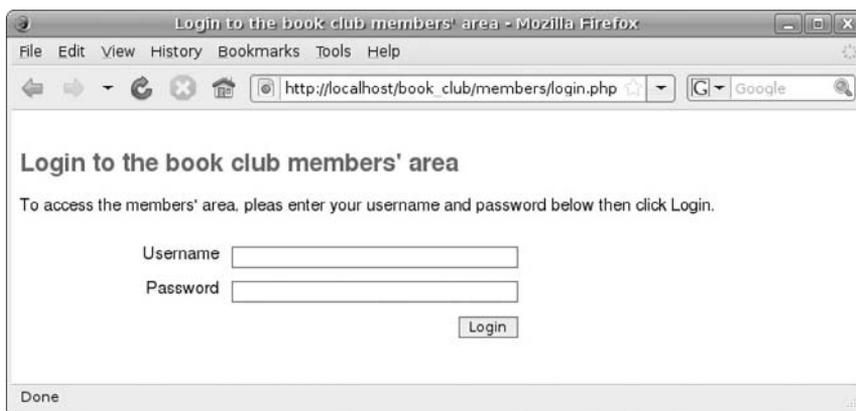 Login to the book club members' area - Mozilla Firefox
File Edit View History Bookmarks Tools Help
http://localhost/book_club/members/login.php
G Google
Login to the book club members' area
To access the members' area, pleas enter your username and password below then click Login.
Username
Password
Login
Done